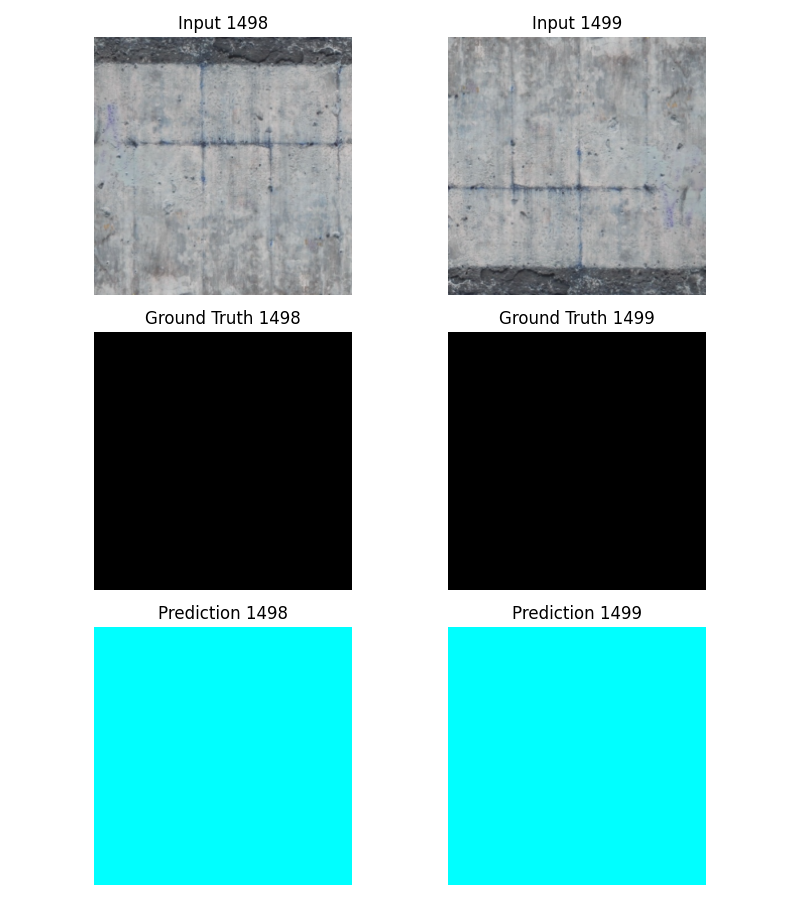 Input 1498
Input 1499
Ground Truth 1498
Ground Truth 1499
Prediction 1498
Prediction 1499